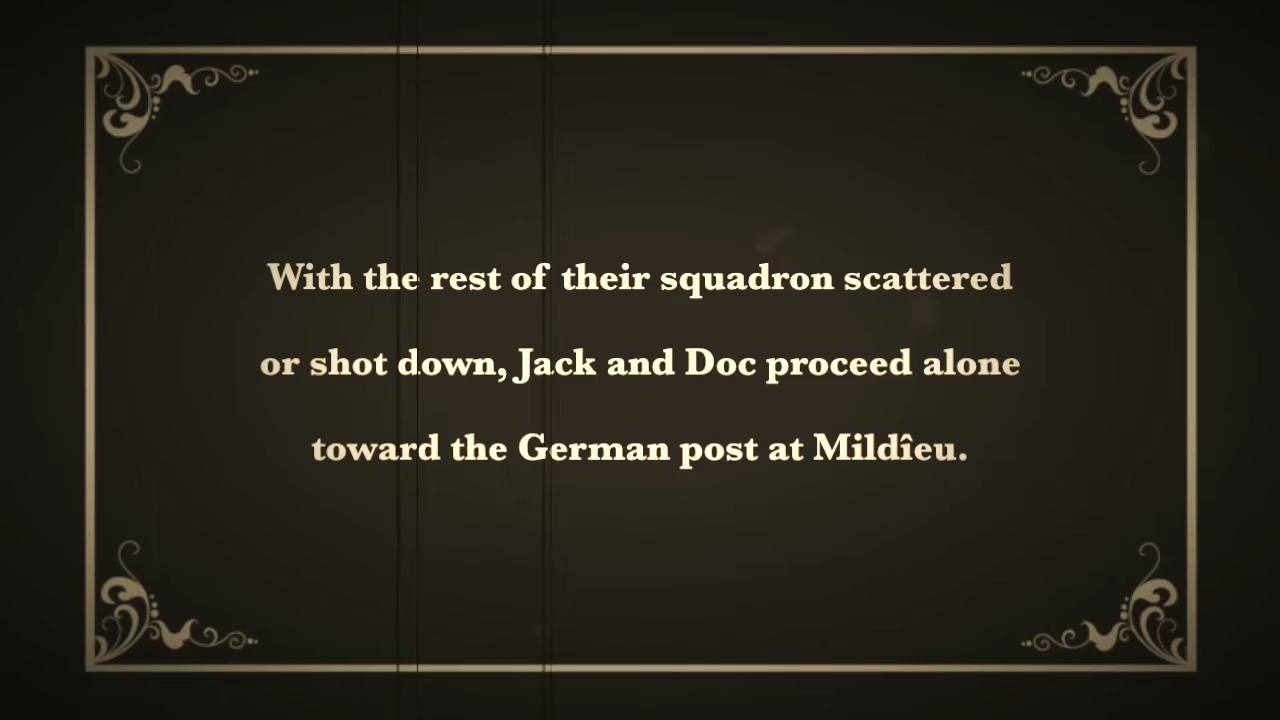 With the rest of their squadron scattered
or shot down, Jack and Doc proceed alone
toward the German post at Mildîeu.